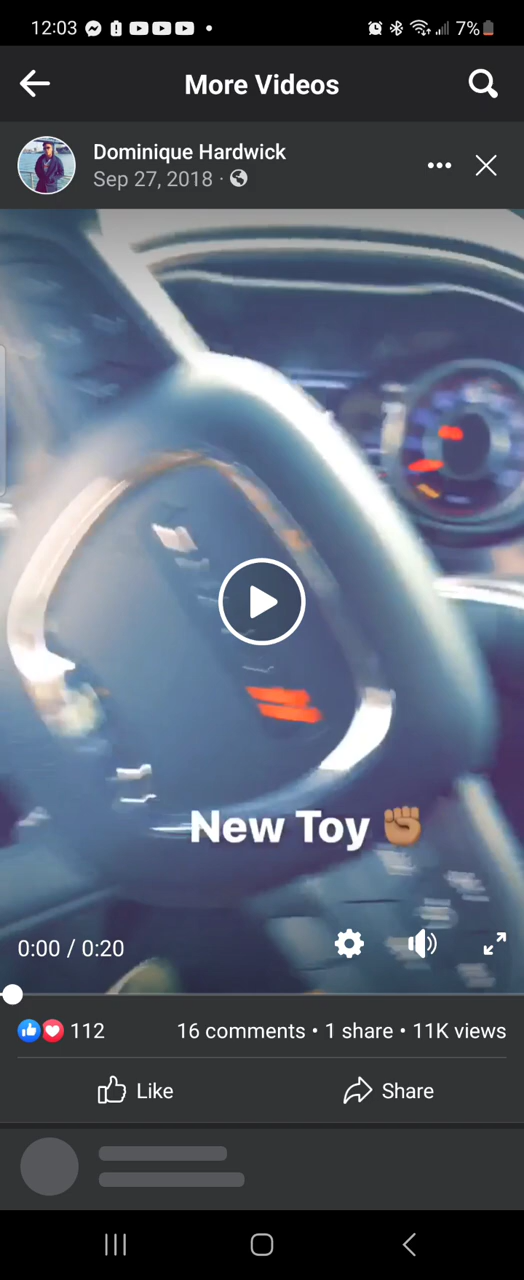 12:03 7%
More Videos
Dominique Hardwick
Sep 27, 2018 ·
New Toy ✊🏾
0:00 / 0:20
112 16 comments • 1 share • 11K views
Like Share